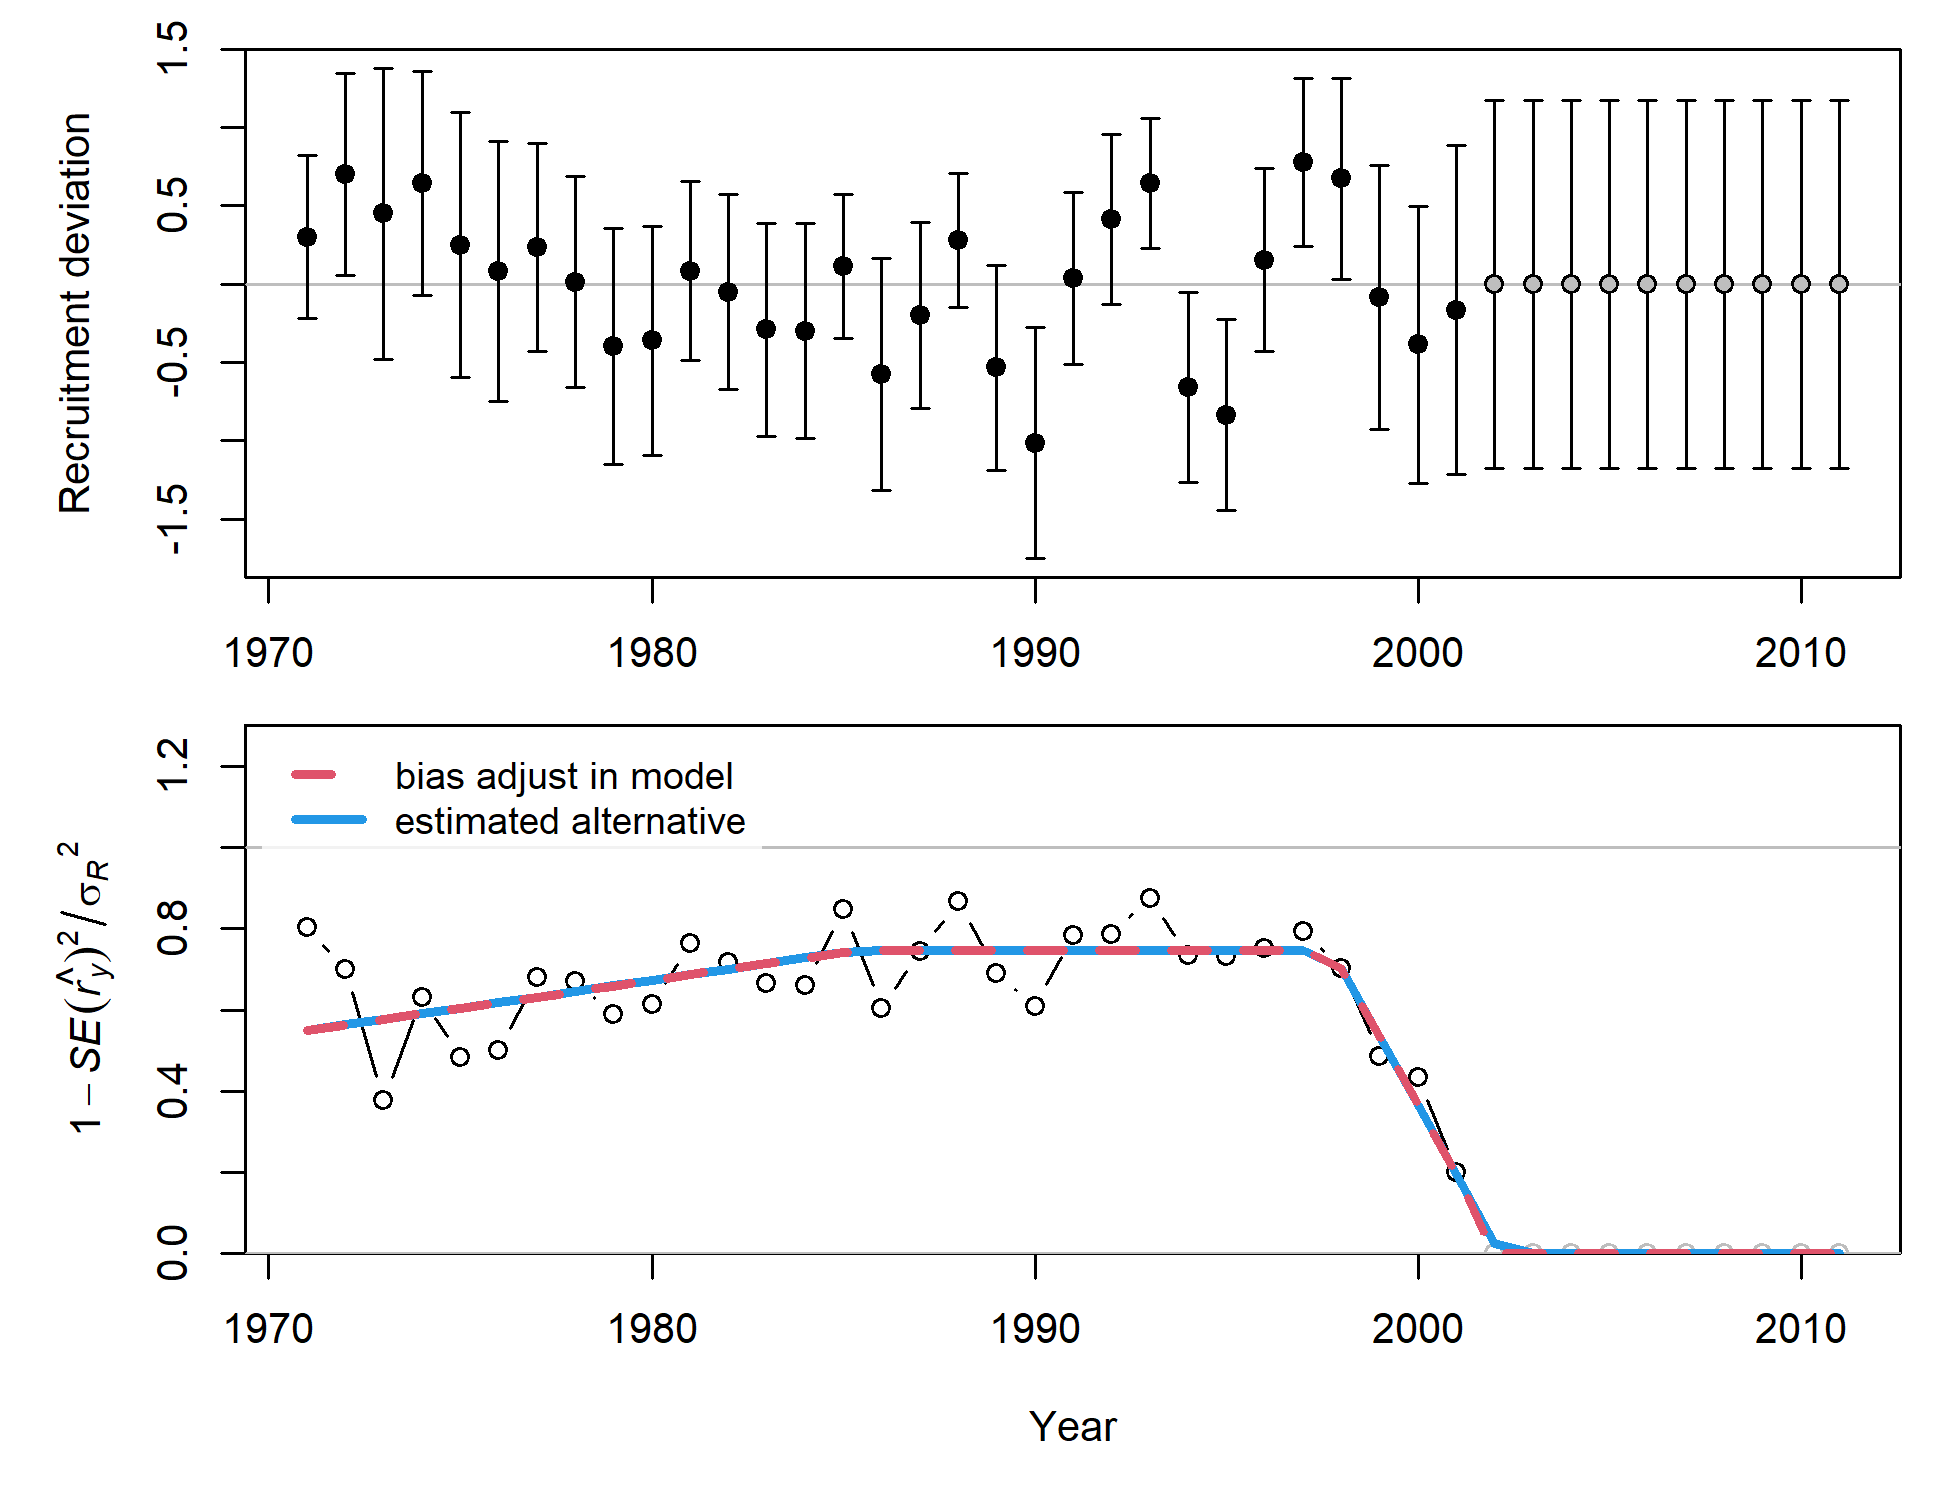 Recruitment deviation
1.5
0.5
-0.5
-1.5
1970 1980 1990 2000 2010
bias adjust in model
estimated alternative
1 − SE(r̂y)² / σR²
1.2
0.8
0.4
0.0
1970 1980 1990 2000 2010
Year